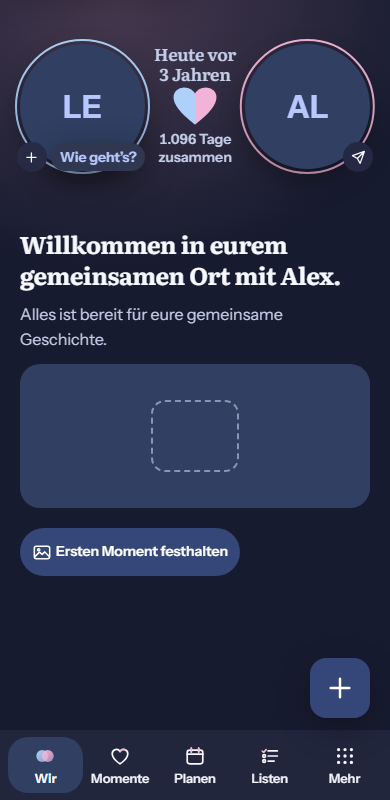 LE
Heute vor
3 Jahren
AL
1.096 Tage
zusammen
Wie geht's?
Willkommen in eurem
gemeinsamen Ort mit Alex.
Alles ist bereit für eure gemeinsame
Geschichte.
Ersten Moment festhalten
Wir
Momente
Planen
Listen
Mehr